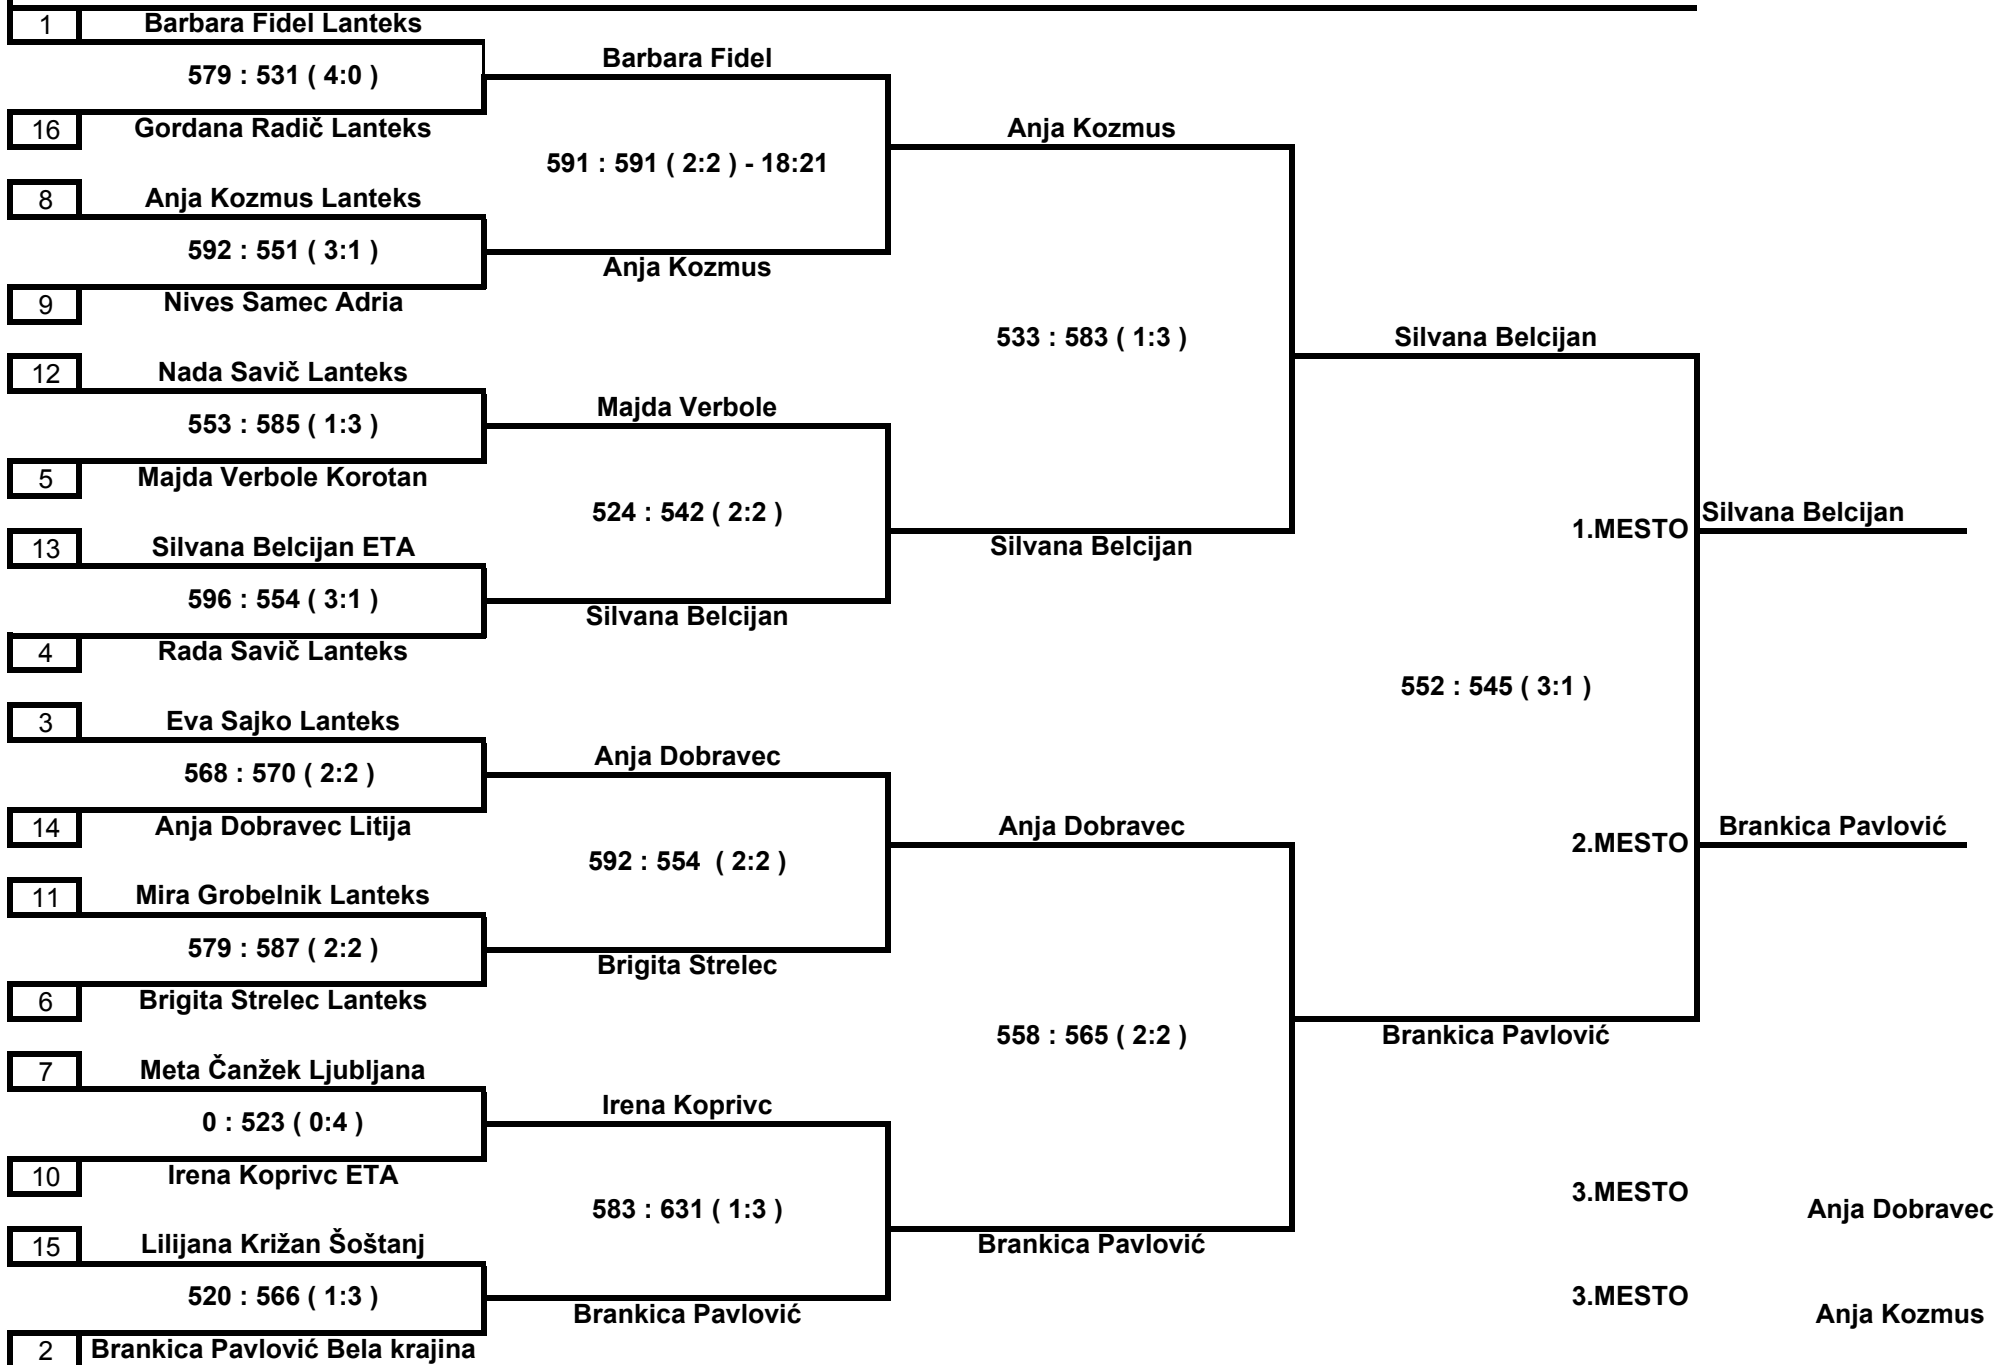 1 Barbara Fidel Lanteks
579 : 531 ( 4:0 )
16 Gordana Radič Lanteks
8 Anja Kozmus Lanteks
592 : 551 ( 3:1 )
9 Nives Samec Adria
12 Nada Savič Lanteks
553 : 585 ( 1:3 )
5 Majda Verbole Korotan
13 Silvana Belcijan ETA
596 : 554 ( 3:1 )
4 Rada Savič Lanteks
3 Eva Sajko Lanteks
568 : 570 ( 2:2 )
14 Anja Dobravec Litija
11 Mira Grobelnik Lanteks
579 : 587 ( 2:2 )
6 Brigita Strelec Lanteks
7 Meta Čanžek Ljubljana
0 : 523 ( 0:4 )
10 Irena Koprivc ETA
15 Lilijana Križan Šoštanj
520 : 566 ( 1:3 )
2 Brankica Pavlović Bela krajina
Barbara Fidel
591 : 591 ( 2:2 ) - 18:21
Anja Kozmus
Majda Verbole
524 : 542 ( 2:2 )
Silvana Belcijan
Anja Dobravec
592 : 554 ( 2:2 )
Brigita Strelec
Irena Koprivc
583 : 631 ( 1:3 )
Brankica Pavlović
Anja Kozmus
533 : 583 ( 1:3 )
Silvana Belcijan
Anja Dobravec
558 : 565 ( 2:2 )
Brankica Pavlović
Silvana Belcijan
552 : 545 ( 3:1 )
Brankica Pavlović
1.MESTO Silvana Belcijan
2.MESTO Brankica Pavlović
3.MESTO Anja Dobravec
3.MESTO Anja Kozmus